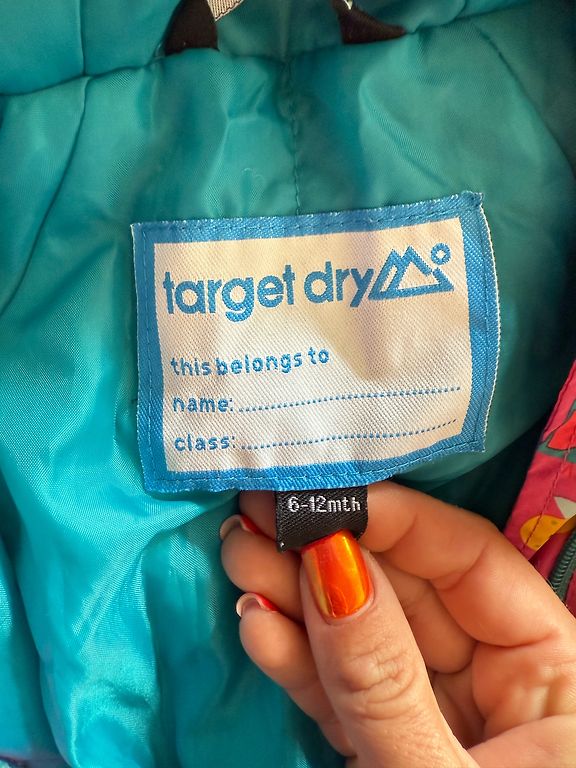 target dry
this belongs to
name:
class:
6-12mth